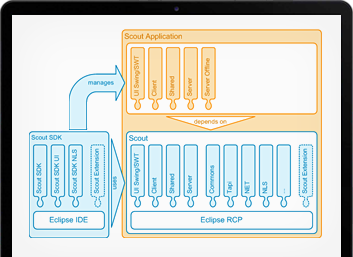 Scout Application
UI Swing/SWT
Client
Shared
Server
Server Offline
manages
depends on
Scout SDK
Scout SDK
Scout SDK UI
Scout SDK NLS
Scout Extension
Eclipse IDE
uses
Scout
UI Swing/SWT
Client
Shared
Server
Commons
Tapi
NET
NLS
...
Scout Extension
Eclipse RCP